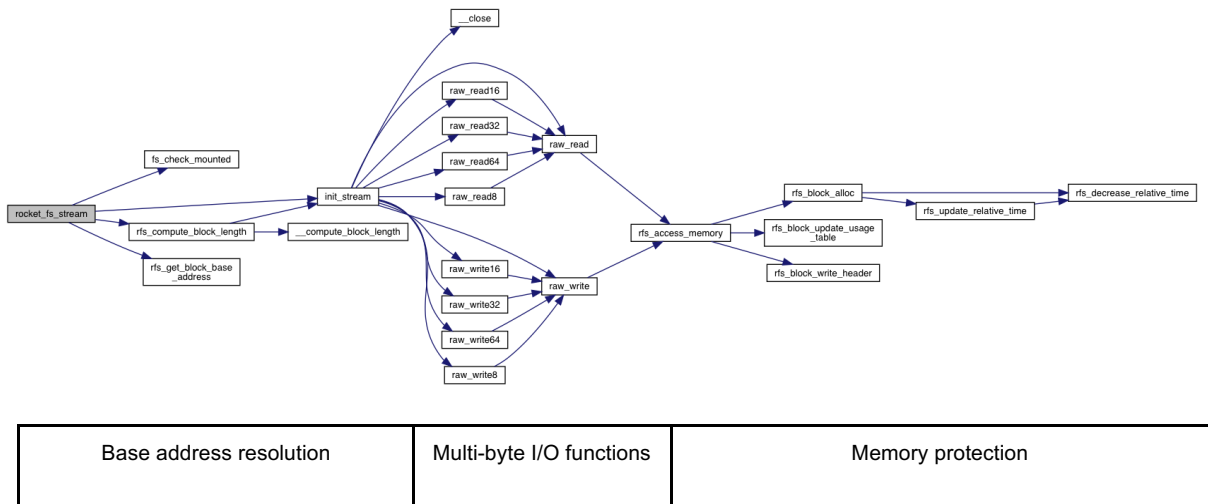 __close
raw_read16
raw_read32
raw_read
fs_check_mounted
raw_read64
rfs_block_alloc
rfs_decrease_relative_time
init_stream
raw_read8
rocket_fs_stream
rfs_update_relative_time
rfs_compute_block_length
__compute_block_length
rfs_access_memory
rfs_block_update_usage
_table
rfs_get_block_base
_address
raw_write16
rfs_block_write_header
raw_write
raw_write32
raw_write64
raw_write8
Base address resolution
Multi-byte I/O functions
Memory protection